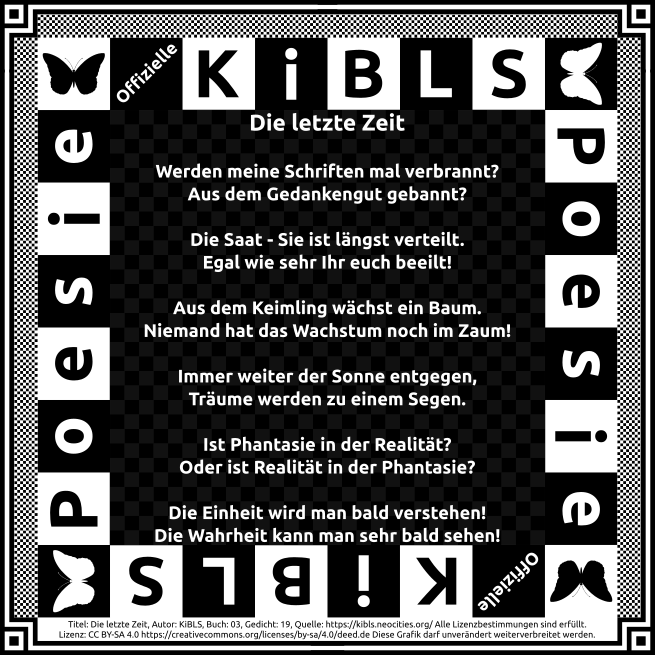 Offizielle
KiBLS
Poesie
Poesie
Die letzte Zeit
Werden meine Schriften mal verbrannt?
Aus dem Gedankengut gebannt?
Die Saat - Sie ist längst verteilt.
Egal wie sehr Ihr euch beeilt!
Aus dem Keimling wächst ein Baum.
Niemand hat das Wachstum noch im Zaum!
Immer weiter der Sonne entgegen,
Träume werden zu einem Segen.
Ist Phantasie in der Realität?
Oder ist Realität in der Phantasie?
Die Einheit wird man bald verstehen!
Die Wahrheit kann man sehr bald sehen!
Offizielle
KiBLS
Titel: Die letzte Zeit, Autor: KiBLS, Buch: 03, Gedicht: 19, Quelle: https://kibls.neocities.org/ Alle Lizenzbestimmungen sind erfüllt.
Lizenz: CC BY-SA 4.0 https://creativecommons.org/licenses/by-sa/4.0/deed.de Diese Grafik darf unverändert weiterverbreitet werden.